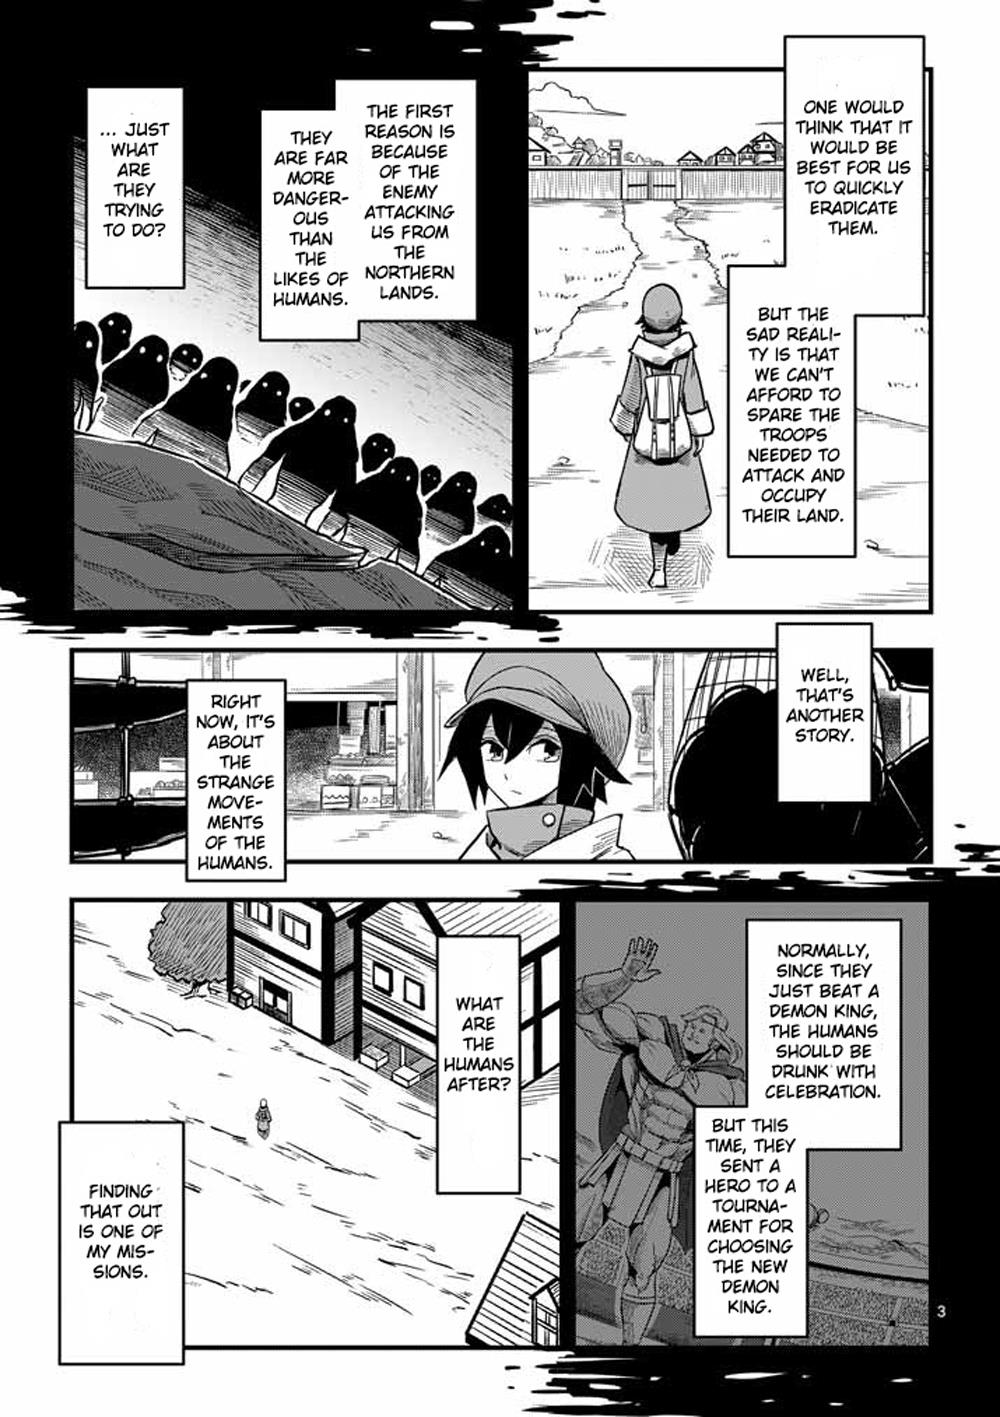 ONE WOULD
THINK THAT IT
WOULD BE
BEST FOR US
TO QUICKLY
ERADICATE
THEM.
BUT THE
SAD REALI-
TY IS THAT
WE CAN'T
AFFORD TO
SPARE THE
TROOPS
NEEDED TO
ATTACK AND
OCCUPY
THEIR LAND.
THE FIRST
REASON IS
BECAUSE
OF THE
ENEMY
ATTACKING
US FROM
THE
NORTHERN
LANDS.
THEY
ARE FAR
MORE
DANGER-
OUS
THAN
THE
LIKES OF
HUMANS.
... JUST
WHAT
ARE
THEY
TRYING
TO DO?
WELL,
THAT'S
ANOTHER
STORY.
RIGHT
NOW, IT'S
ABOUT
THE
STRANGE
MOVE-
MENTS
OF THE
HUMANS.
NORMALLY,
SINCE THEY
JUST BEAT A
DEMON KING,
THE HUMANS
SHOULD BE
DRUNK WITH
CELEBRATION.
BUT THIS
TIME, THEY
SENT A
HERO TO A
TOURNA-
MENT FOR
CHOOSING
THE NEW
DEMON
KING.
WHAT
ARE
THE
HUMANS
AFTER?
FINDING
THAT OUT
IS ONE OF
MY MIS-
SIONS.
3